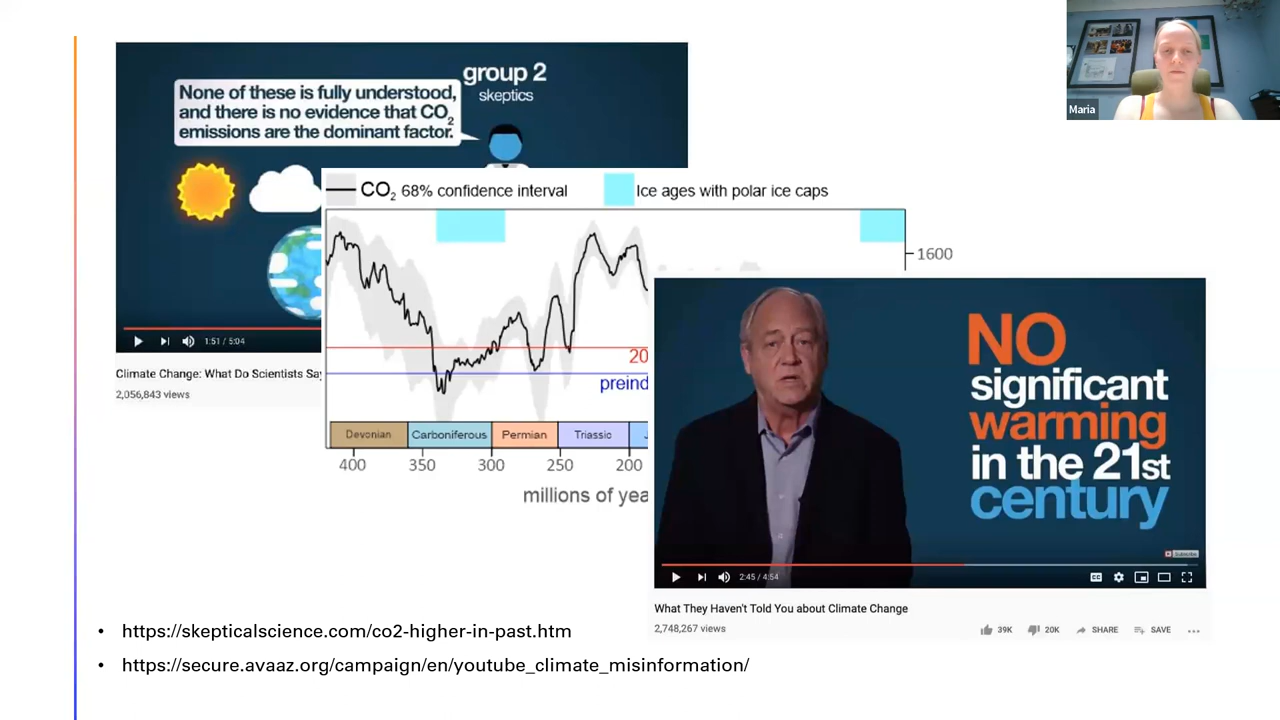 group 2
skeptics
None of these is fully understood,
and there is no evidence that CO2
emissions are the dominant factor.
Maria
CO2 68% confidence interval
Ice ages with polar ice caps
1600
20
preind
Devonian
Carboniferous
Permian
Triassic
J
400
350
300
250
200
millions of yea
1:51 / 5:04
Climate Change: What Do Scientists Say
2,056,843 views
NO
significant
warming
in the 21st
century
Subscribe
2:45 / 4:54
What They Haven't Told You about Climate Change
2,748,267 views
39K
20K
SHARE
SAVE
• https://skepticalscience.com/co2-higher-in-past.htm
• https://secure.avaaz.org/campaign/en/youtube_climate_misinformation/